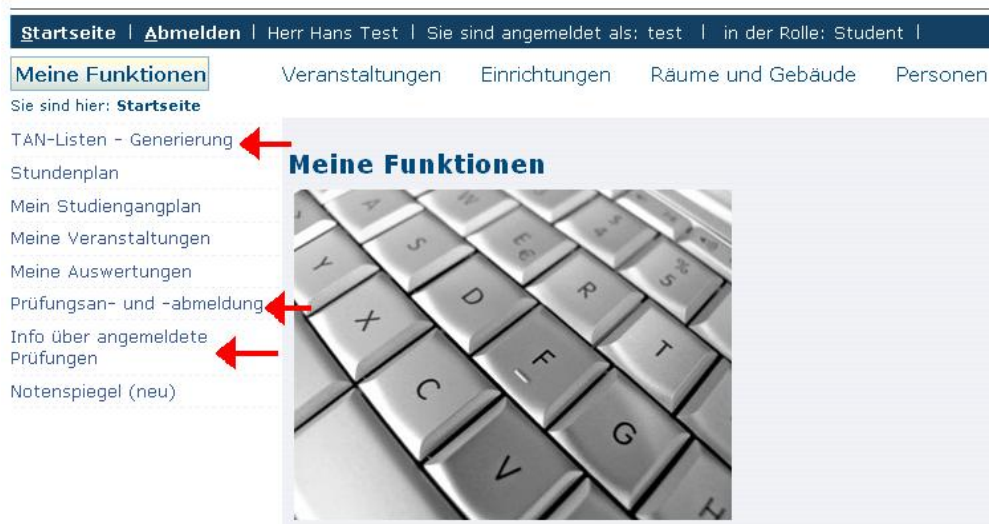 Startseite | Abmelden | Herr Hans Test | Sie sind angemeldet als: test | in der Rolle: Student |
Meine Funktionen Veranstaltungen Einrichtungen Räume und Gebäude Personen
Sie sind hier: Startseite
TAN-Listen - Generierung
Stundenplan
Mein Studiengangplan
Meine Veranstaltungen
Meine Auswertungen
Prüfungsan- und -abmeldung
Info über angemeldete
Prüfungen
Notenspiegel (neu)
Meine Funktionen
A W $ 4
S E € % 5
Y D R
X F T
C G
V H